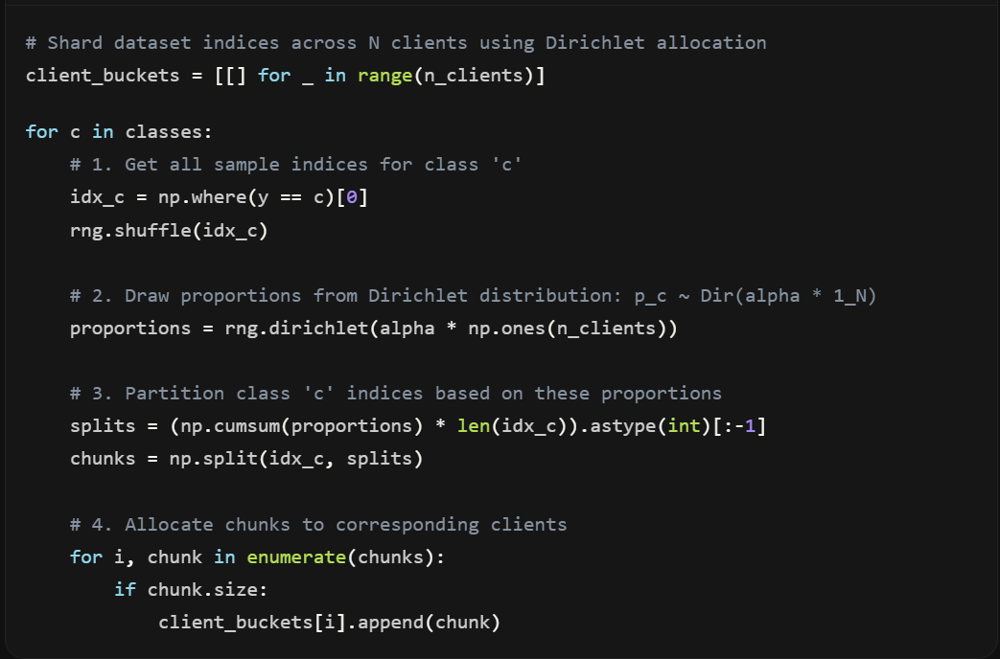 # Shard dataset indices across N clients using Dirichlet allocation
client_buckets = [[] for _ in range(n_clients)]

for c in classes:
    # 1. Get all sample indices for class 'c'
    idx_c = np.where(y == c)[0]
    rng.shuffle(idx_c)

    # 2. Draw proportions from Dirichlet distribution: p_c ~ Dir(alpha * 1_N)
    proportions = rng.dirichlet(alpha * np.ones(n_clients))

    # 3. Partition class 'c' indices based on these proportions
    splits = (np.cumsum(proportions) * len(idx_c)).astype(int)[:-1]
    chunks = np.split(idx_c, splits)

    # 4. Allocate chunks to corresponding clients
    for i, chunk in enumerate(chunks):
        if chunk.size:
            client_buckets[i].append(chunk)